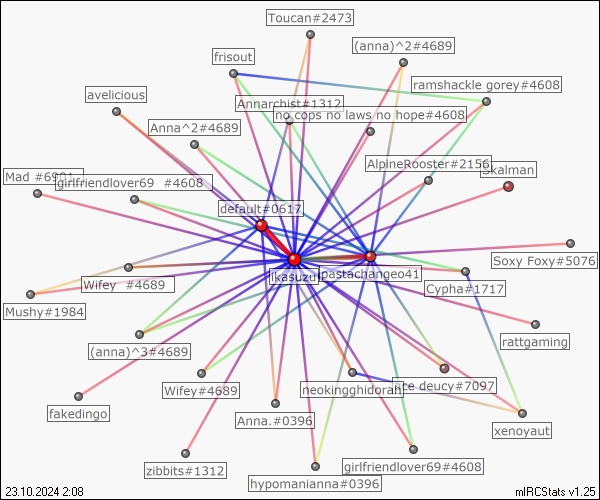 Toucan#2473
(anna)^2#4689
frisout
ramshackle gorey#4608
avelicious
Annarchist#1312
no cops no laws no hope#4608
Anna^2#4689
AlpineRooster#2156
Skalman
Mad #6901
girlfriendlover69 #4608
default#0617
Soxy Foxy#5076
ikasuzu
pastachangeo41
Wifey #4689
Cypha#1717
Mushy#1984
rattgaming
(anna)^3#4689
Wifey#4689
neokingghidorah
ce deucy#7097
fakedingo
Anna.#0396
xenoyaut
zibbits#1312
girlfriendlover69#4608
hypomanianna#0396
23.10.2024 2:08
mIRCStats v1.25